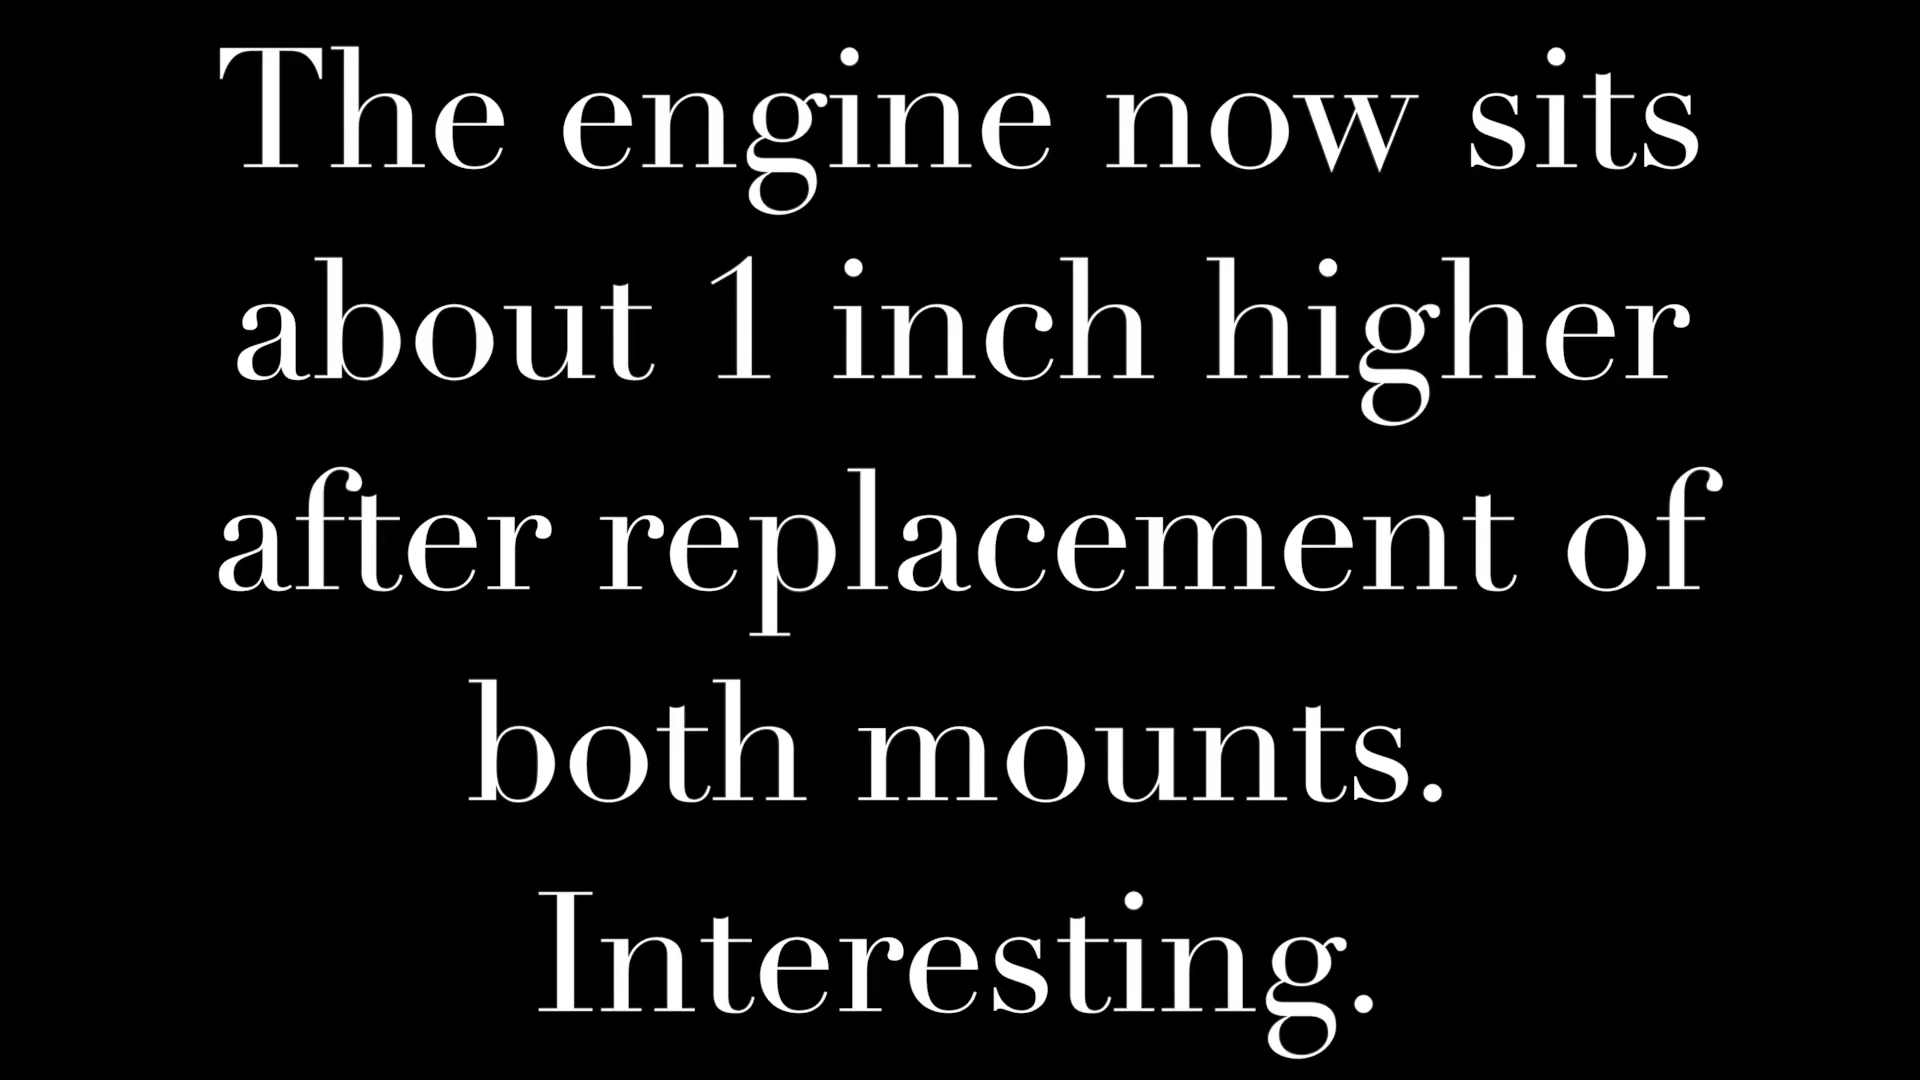 The engine now sits
about 1 inch higher
after replacement of
both mounts.
Interesting.